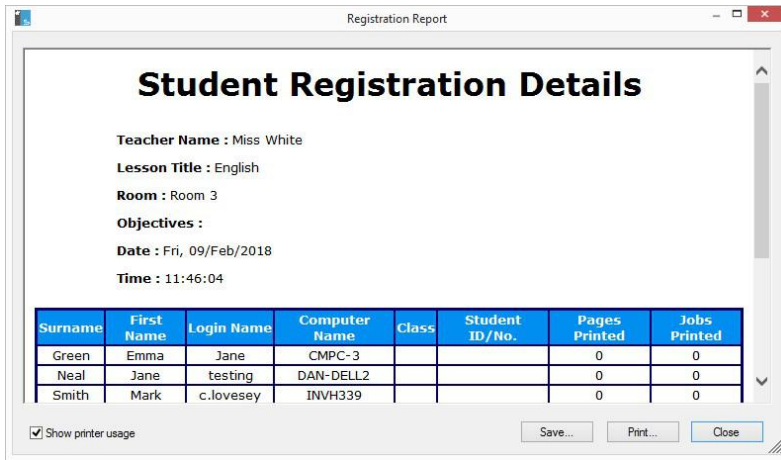 Registration Report
Student Registration Details
Teacher Name : Miss White
Lesson Title : English
Room : Room 3
Objectives :
Date : Fri, 09/Feb/2018
Time : 11:46:04
Surname First Name Login Name Computer Name Class Student ID/No. Pages Printed Jobs Printed
Green Emma Jane CMPC-3 0 0
Neal Jane testing DAN-DELL2 0 0
Smith Mark c.lovesey INVH339 0 0
Show printer usage Save... Print... Close